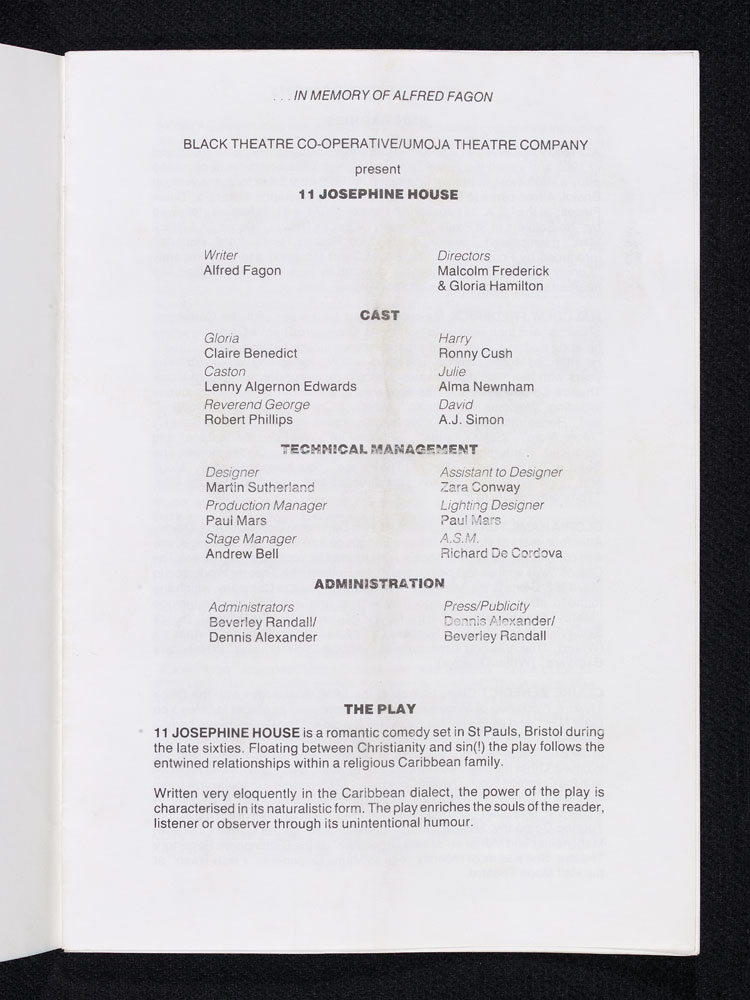 . . . IN MEMORY OF ALFRED FAGON
BLACK THEATRE CO-OPERATIVE/UMOJA THEATRE COMPANY
present
11 JOSEPHINE HOUSE
Writer
Alfred Fagon
Directors
Malcolm Frederick
& Gloria Hamilton
CAST
Gloria
Claire Benedict
Harry
Ronny Cush
Caston
Lenny Algernon Edwards
Julie
Alma Newnham
Reverend George
Robert Phillips
David
A.J. Simon
TECHNICAL MANAGEMENT
Designer
Martin Sutherland
Assistant to Designer
Zara Conway
Production Manager
Paul Mars
Lighting Designer
Paul Mars
Stage Manager
Andrew Bell
A.S.M.
Richard De Cordova
ADMINISTRATION
Administrators
Beverley Randall/
Dennis Alexander
Press/Publicity
Dennis Alexander/
Beverley Randall
THE PLAY
11 JOSEPHINE HOUSE is a romantic comedy set in St Pauls, Bristol during
the late sixties. Floating between Christianity and sin(!) the play follows the
entwined relationships within a religious Caribbean family.
Written very eloquently in the Caribbean dialect, the power of the play is
characterised in its naturalistic form. The play enriches the souls of the reader,
listener or observer through its unintentional humour.